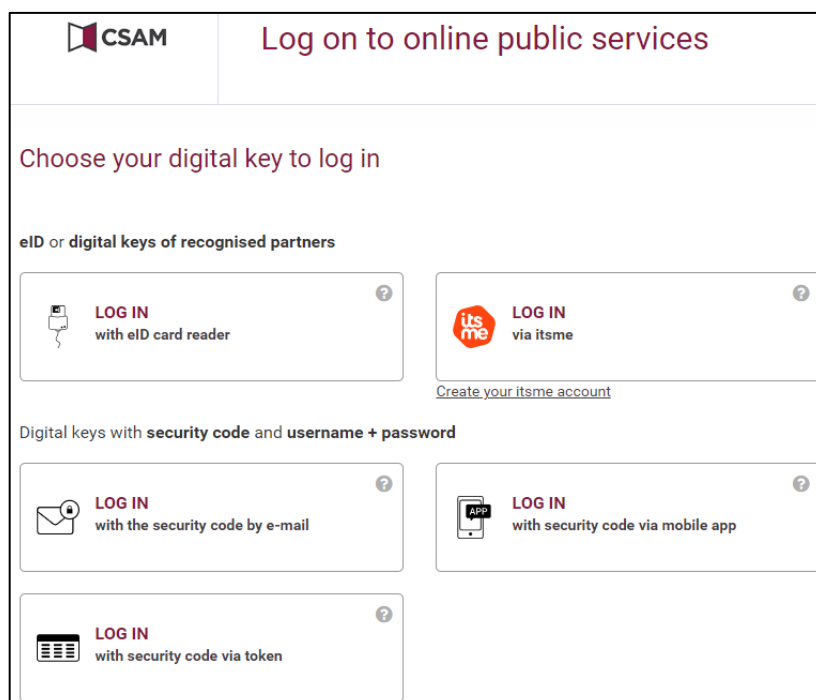 CSAM
Log on to online public services
Choose your digital key to log in
eID or digital keys of recognised partners
?
LOG IN
with eID card reader
?
its
me
LOG IN
via itsme
Create your itsme account
Digital keys with security code and username + password
?
LOG IN
with the security code by e-mail
?
APP
LOG IN
with security code via mobile app
?
LOG IN
with security code via token